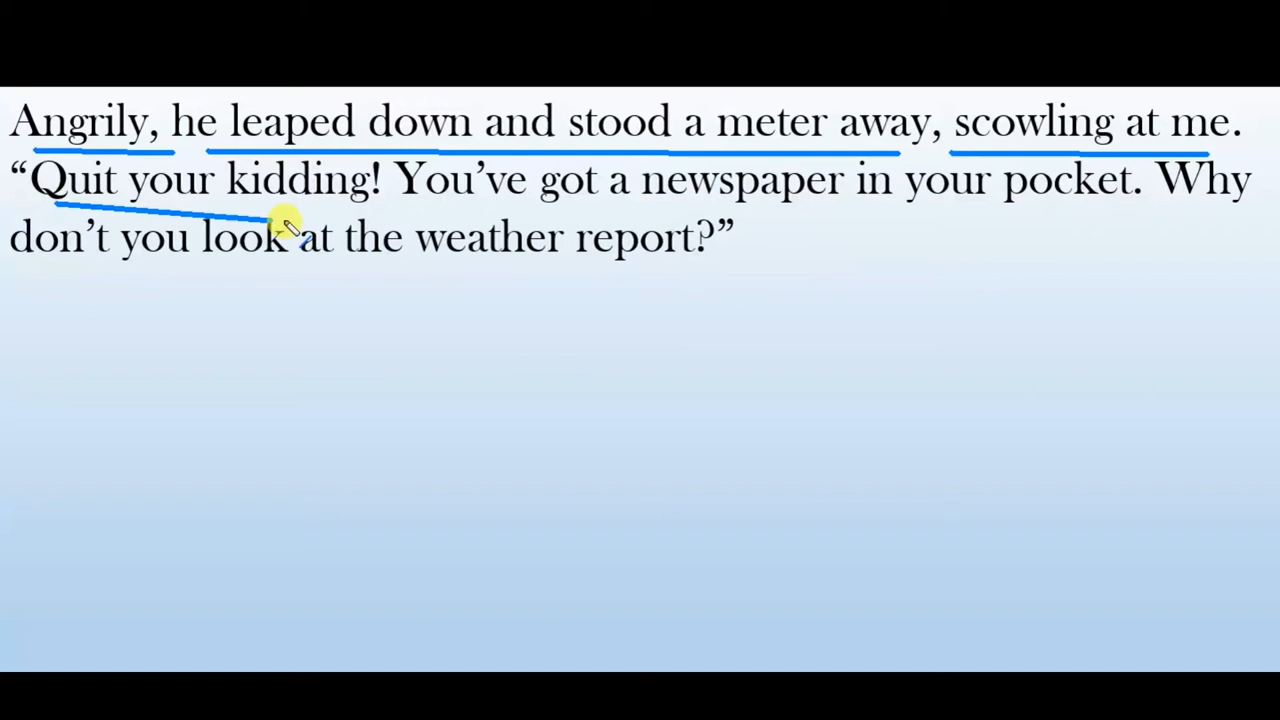 Angrily, he leaped down and stood a meter away, scowling at me.
“Quit your kidding! You’ve got a newspaper in your pocket. Why
don’t you look at the weather report?”